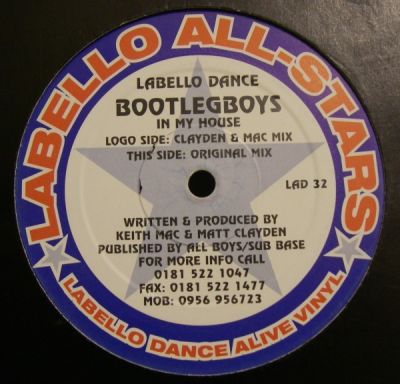 LABELLO ALL-STARS
LABELLO DANCE
BOOTLEGBOYS
IN MY HOUSE
LOGO SIDE: CLAYDEN & MAC MIX
THIS SIDE: ORIGINAL MIX
LAD 32
WRITTEN & PRODUCED BY
KEITH MAC & MATT CLAYDEN
PUBLISHED BY ALL BOYS/SUB BASE
FOR MORE INFO CALL
0181 522 1047
FAX: 0181 522 1477
MOB: 0956 956723
LABELLO DANCE ALIVE VINYL